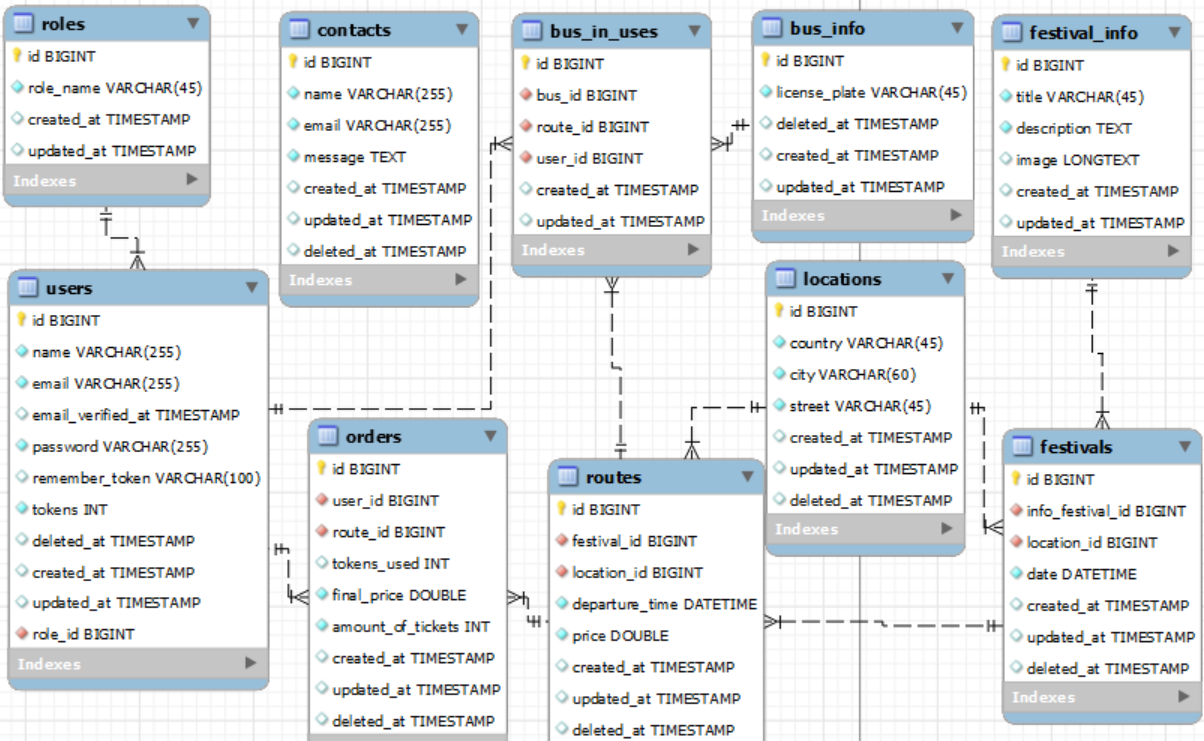 roles
id BIGINT
role_name VARCHAR(45)
created_at TIMESTAMP
updated_at TIMESTAMP
Indexes
contacts
id BIGINT
name VARCHAR(255)
email VARCHAR(255)
message TEXT
created_at TIMESTAMP
updated_at TIMESTAMP
deleted_at TIMESTAMP
Indexes
bus_in_uses
id BIGINT
bus_id BIGINT
route_id BIGINT
user_id BIGINT
created_at TIMESTAMP
updated_at TIMESTAMP
Indexes
bus_info
id BIGINT
license_plate VARCHAR(45)
deleted_at TIMESTAMP
created_at TIMESTAMP
updated_at TIMESTAMP
Indexes
festival_info
id BIGINT
title VARCHAR(45)
description TEXT
image LONGTEXT
created_at TIMESTAMP
updated_at TIMESTAMP
Indexes
users
id BIGINT
name VARCHAR(255)
email VARCHAR(255)
email_verified_at TIMESTAMP
password VARCHAR(255)
remember_token VARCHAR(100)
tokens INT
deleted_at TIMESTAMP
created_at TIMESTAMP
updated_at TIMESTAMP
role_id BIGINT
Indexes
orders
id BIGINT
user_id BIGINT
route_id BIGINT
tokens_used INT
final_price DOUBLE
amount_of_tickets INT
created_at TIMESTAMP
updated_at TIMESTAMP
deleted_at TIMESTAMP
routes
id BIGINT
festival_id BIGINT
location_id BIGINT
departure_time DATETIME
price DOUBLE
created_at TIMESTAMP
updated_at TIMESTAMP
deleted_at TIMESTAMP
locations
id BIGINT
country VARCHAR(45)
city VARCHAR(60)
street VARCHAR(45)
created_at TIMESTAMP
updated_at TIMESTAMP
deleted_at TIMESTAMP
Indexes
festivals
id BIGINT
info_festival_id BIGINT
location_id BIGINT
date DATETIME
created_at TIMESTAMP
updated_at TIMESTAMP
deleted_at TIMESTAMP
Indexes